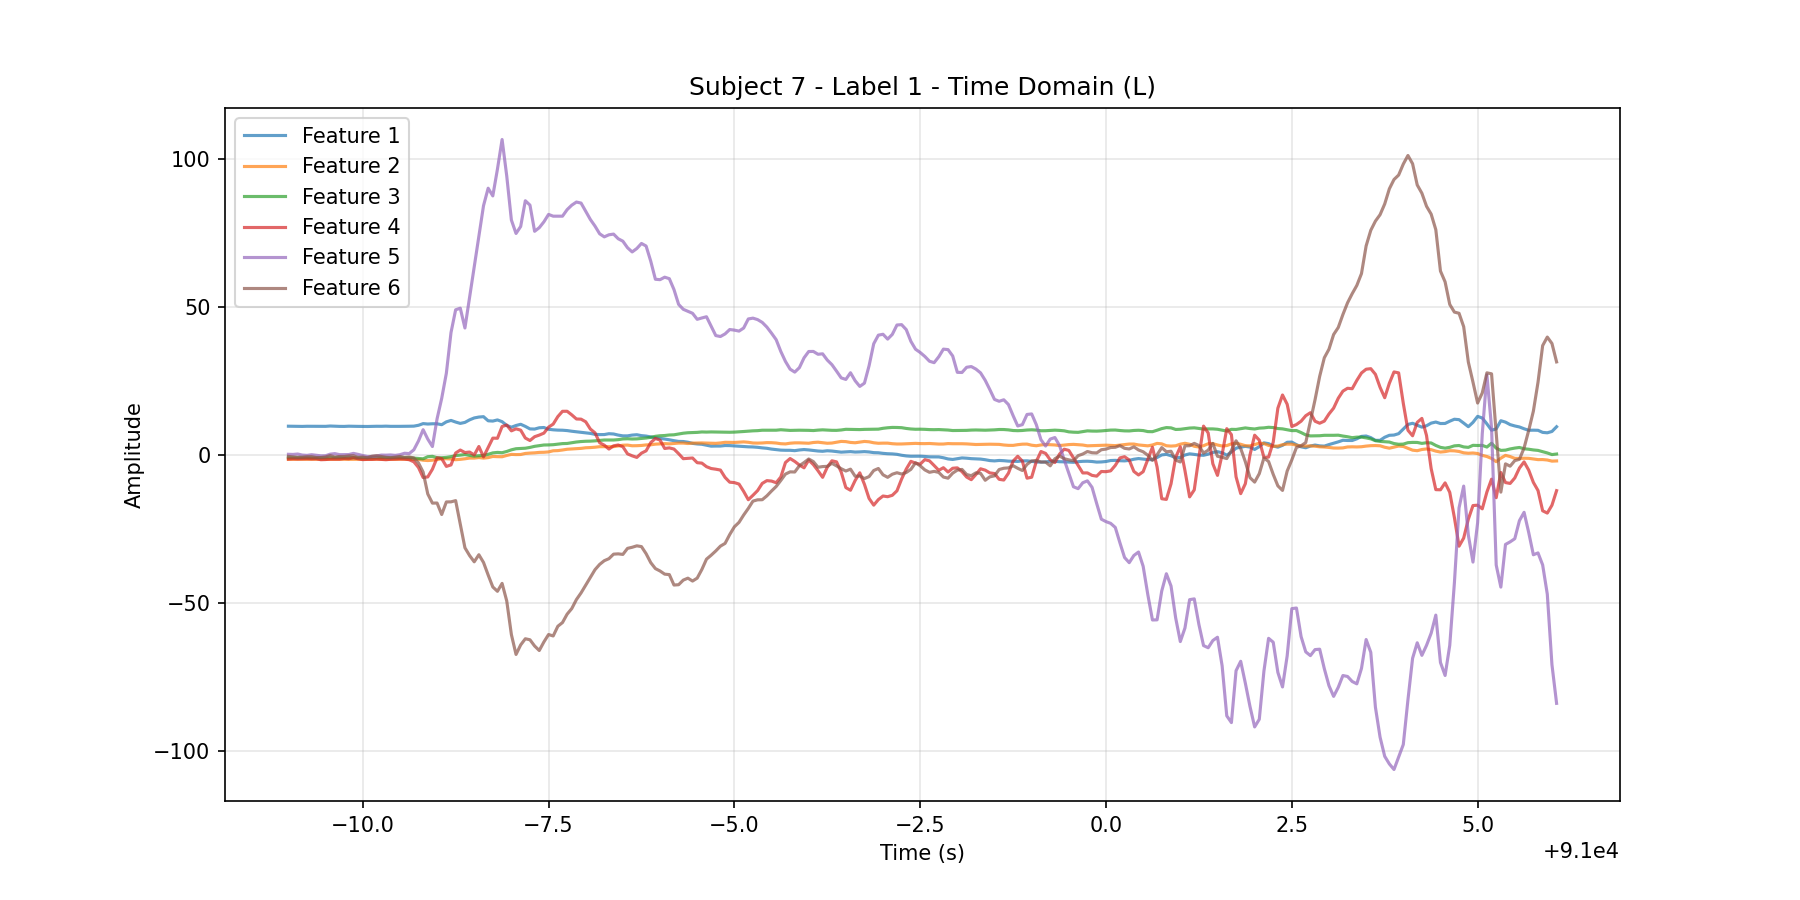 Subject 7 - Label 1 - Time Domain (L)
Feature 1
Feature 2
Feature 3
Feature 4
Feature 5
Feature 6
100
50
0
−50
−100
Amplitude
−10.0
−7.5
−5.0
−2.5
0.0
2.5
5.0
Time (s)
+9.1e4